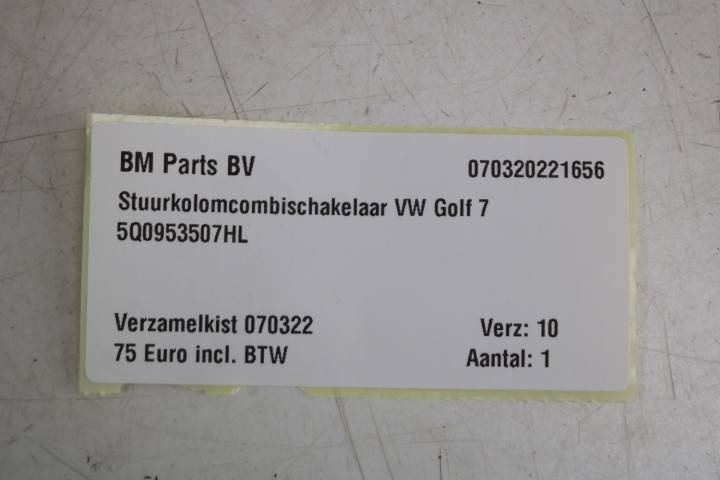 BM Parts BV 070320221656
Stuurkolomcombischakelaar VW Golf 7
5Q0953507HL
Verzamelkist 070322 Verz: 10
75 Euro incl. BTW Aantal: 1